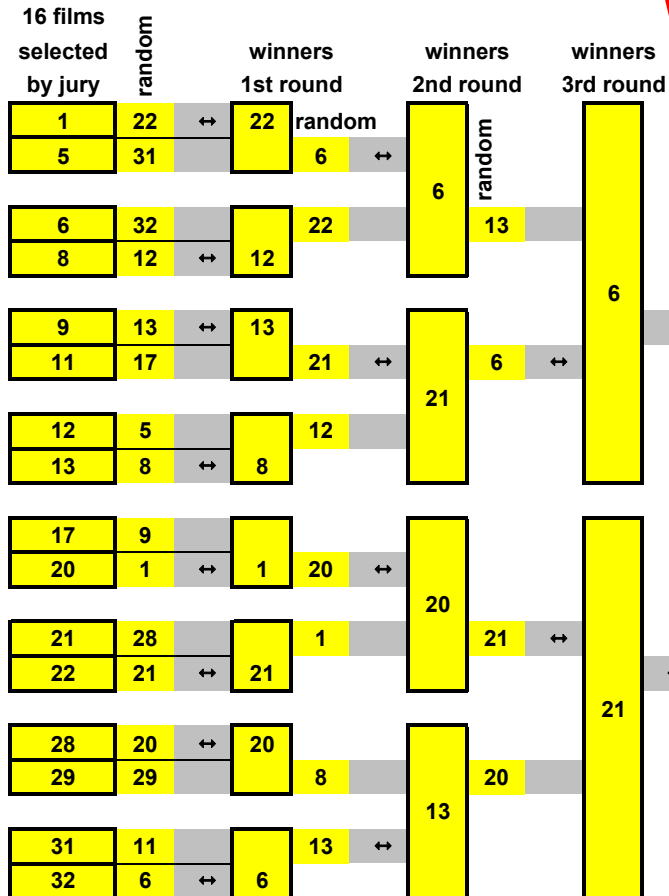 16 films
random
selected winners winners winners
by jury 1st round 2nd round 3rd round
1 22 ↔ 22 random
5 31 6 ↔
random
6
6 32 22 13
8 12 ↔ 12
6
9 13 ↔ 13
11 17 21 ↔ 6 ↔
21
12 5 12
13 8 ↔ 8
17 9
20 1 ↔ 1 20 ↔
20
21 28 1 21 ↔
22 21 ↔ 21
21
28 20 ↔ 20
29 29 8 20
13
31 11 13 ↔
32 6 ↔ 6